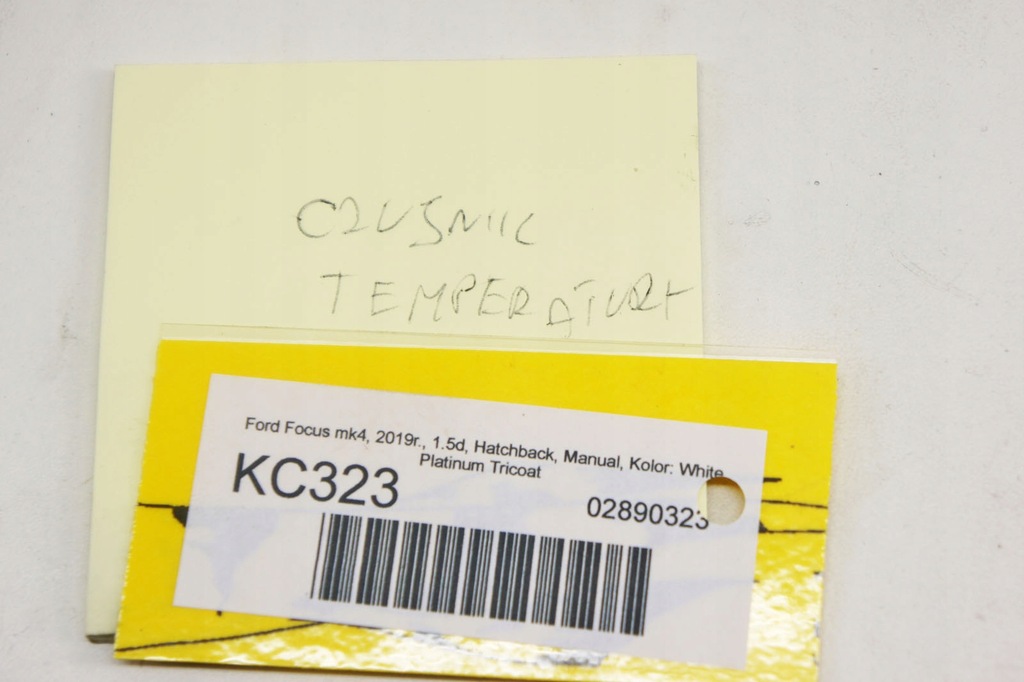 CZUJNIK
TEMPERATURY
Ford Focus mk4, 2019r., 1.5d, Hatchback, Manual, Kolor: White
Platinum Tricoat
KC323
02890323